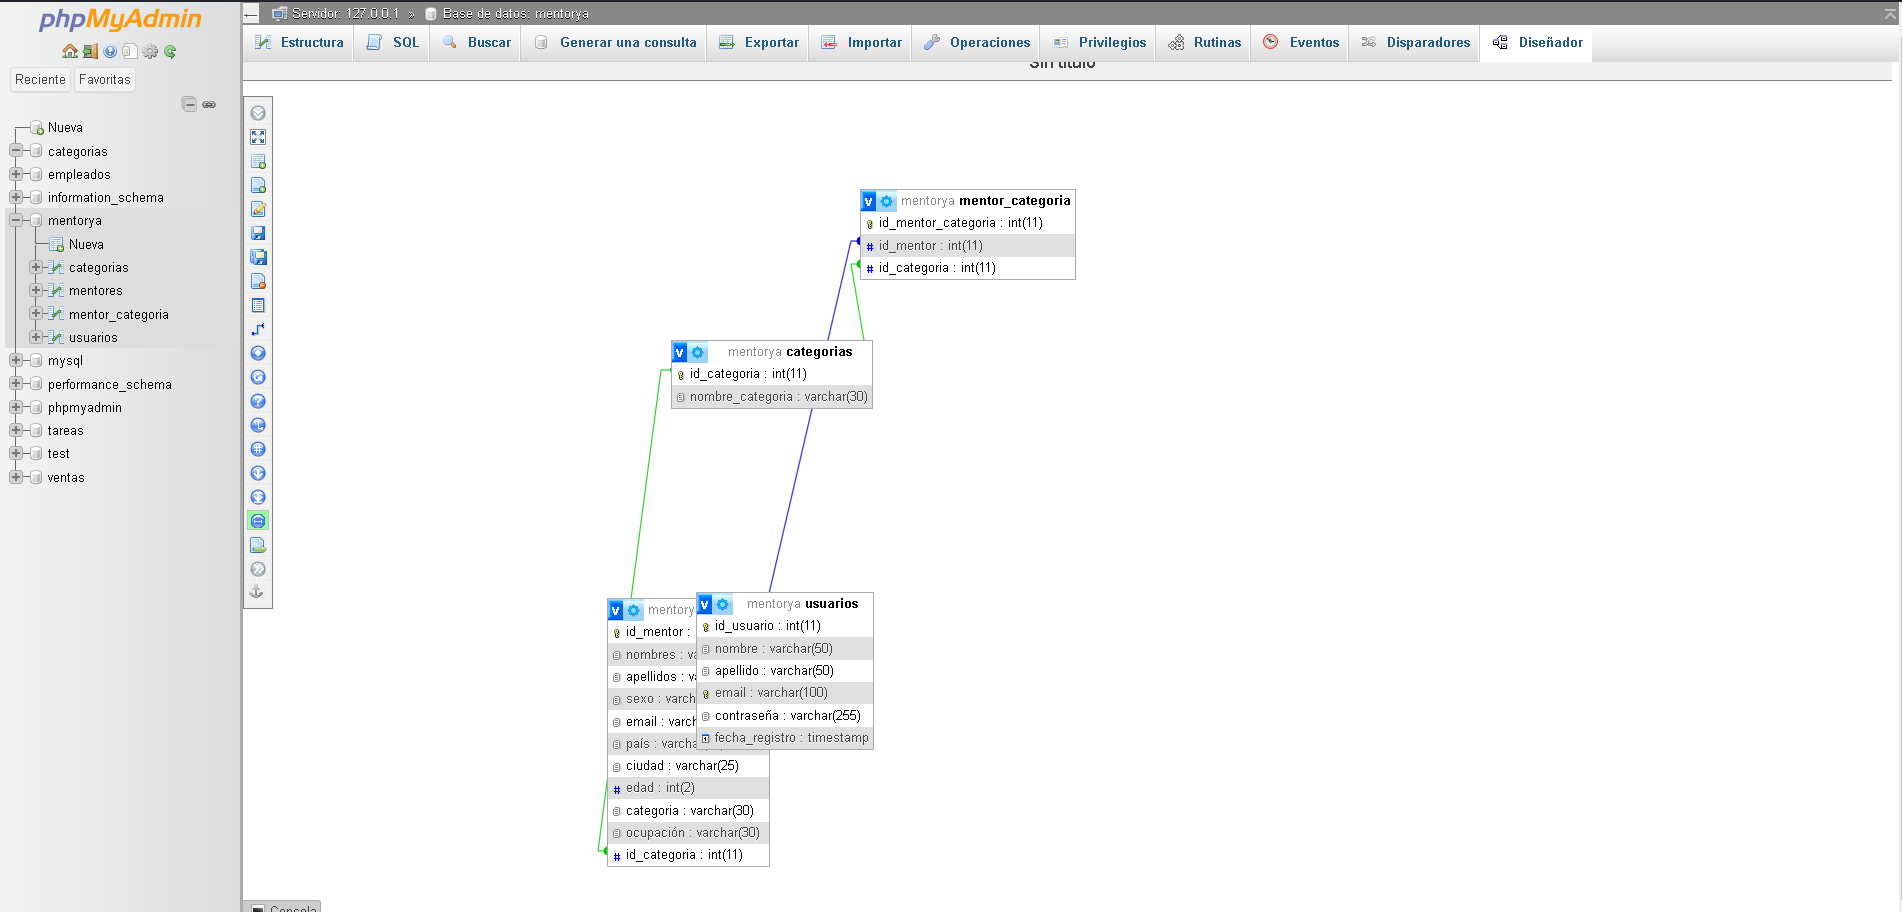 phpMyAdmin
Reciente Favoritas
Nueva
categorias
empleados
information_schema
mentorya
Nueva
categorias
mentores
mentor_categoria
usuarios
mysql
performance_schema
phpmyadmin
tareas
test
ventas
Servidor: 127.0.0.1 » Base de datos: mentorya
Estructura SQL Buscar Generar una consulta Exportar Importar Operaciones Privilegios Rutinas Eventos Disparadores Diseñador
Sin título
v mentorya mentor_categoria
id_mentor_categoria : int(11)
# id_mentor : int(11)
# id_categoria : int(11)
v mentorya categorias
id_categoria : int(11)
nombre_categoria : varchar(30)
v mentorya
id_mentor :
nombres : va
apellidos : va
sexo : varch
email : varch
país : varcha
ciudad : varchar(25)
# edad : int(2)
categoria : varchar(30)
ocupación : varchar(30)
# id_categoria : int(11)
v mentorya usuarios
id_usuario : int(11)
nombre : varchar(50)
apellido : varchar(50)
email : varchar(100)
contraseña : varchar(255)
fecha_registro : timestamp
Consola